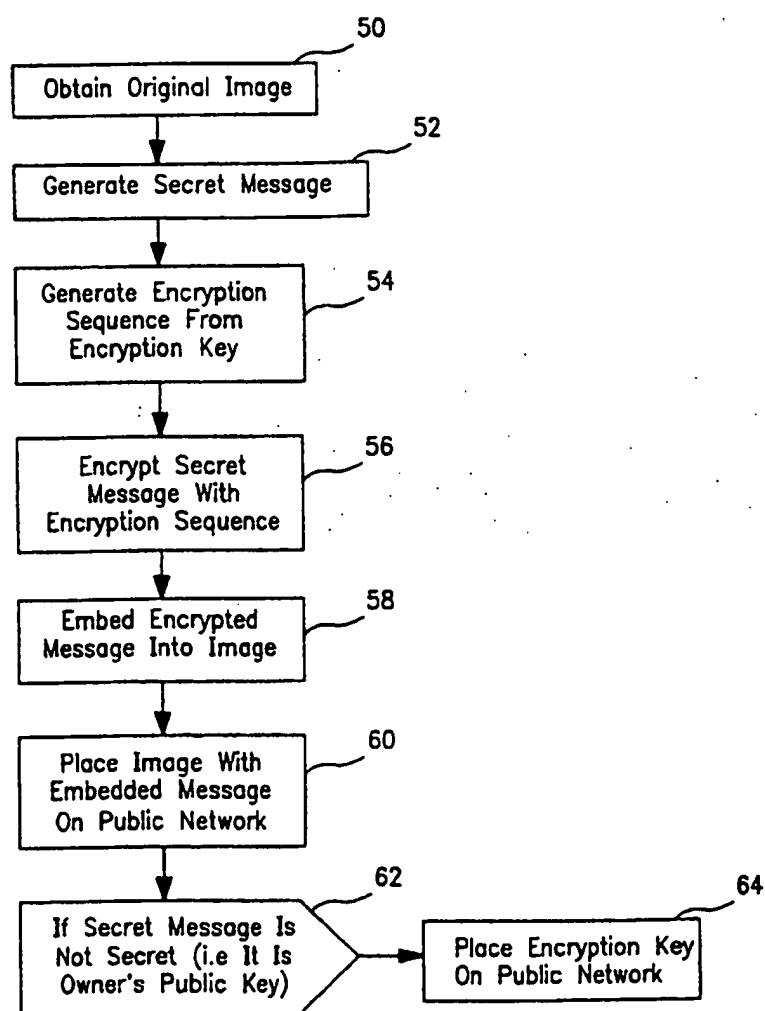 50
Obtain Original Image
52
Generate Secret Message
54
Generate Encryption
Sequence From
Encryption Key
56
Encrypt Secret
Message With
Encryption Sequence
58
Embed Encrypted
Message Into Image
60
Place Image With
Embedded Message
On Public Network
62
If Secret Message Is
Not Secret (i.e It Is
Owner's Public Key)
64
Place Encryption Key
On Public Network